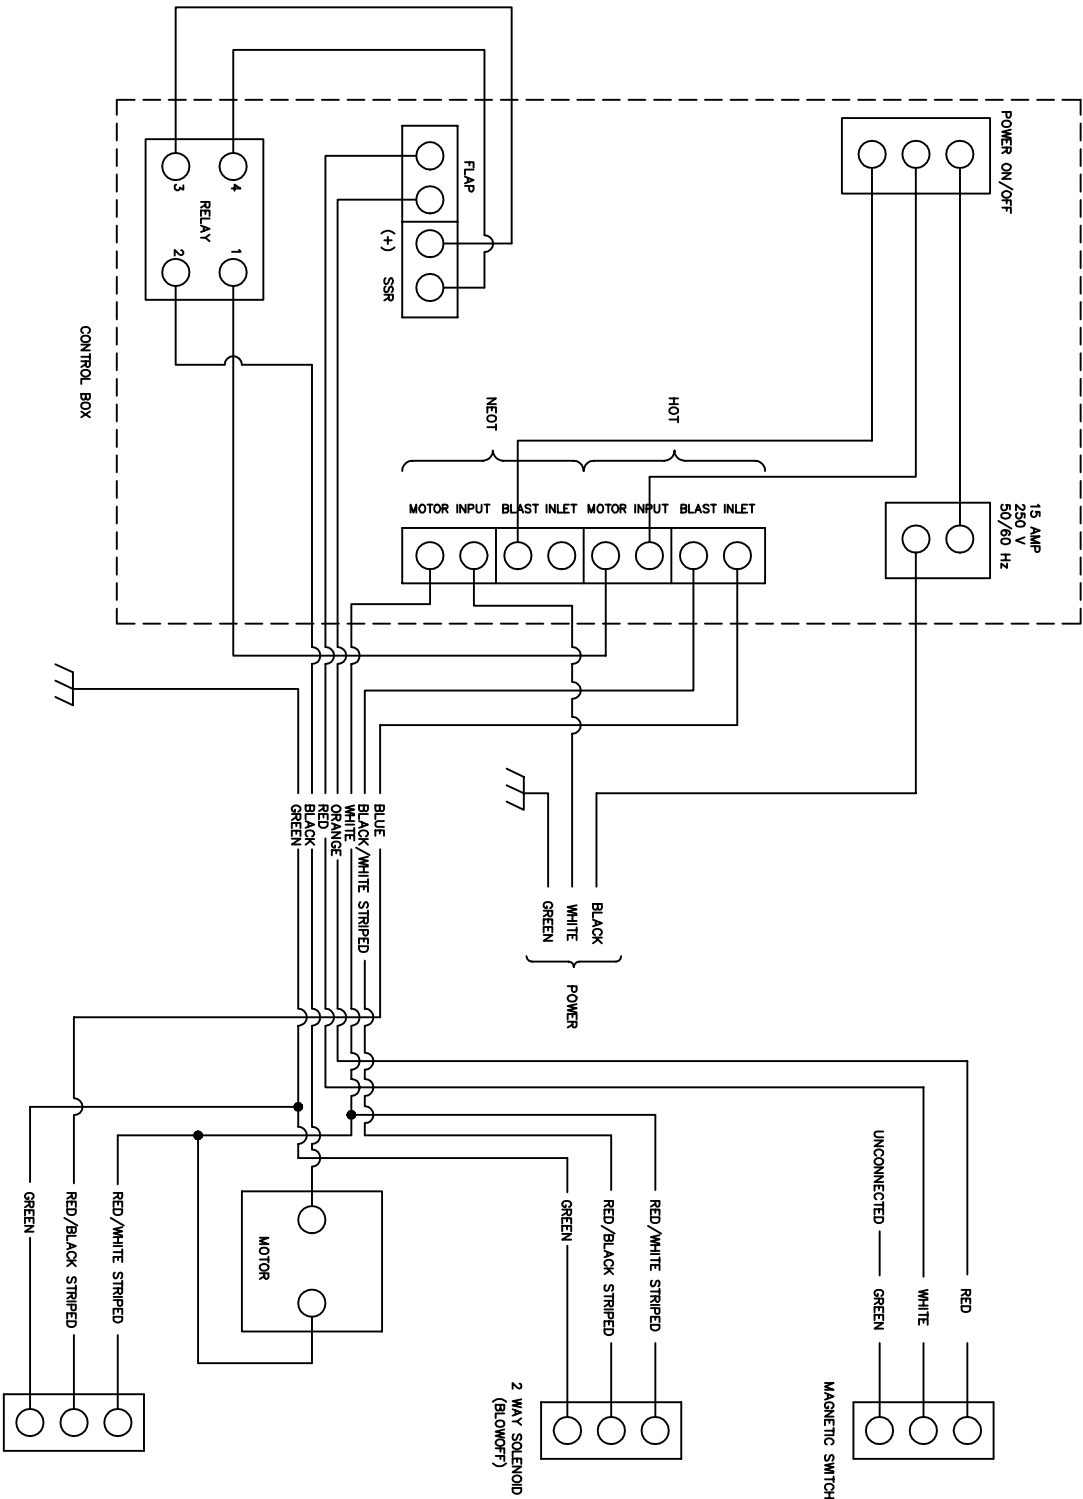 POWER ON/OFF
15 AMP
250 V
50/60 Hz
FLAP
(+)
SSR
4
3
RELAY
1
2
CONTROL BOX
HOT
NEOT
MOTOR INPUT
BLAST INLET
MOTOR INPUT
BLAST INLET
BLUE
BLACK/WHITE STRIPED
WHITE
ORANGE
RED
BLACK
GREEN
BLACK
WHITE
GREEN
POWER
UNCONNECTED
RED
WHITE
GREEN
MAGNETIC SWITCH
RED/WHITE STRIPED
RED/BLACK STRIPED
GREEN
2 WAY SOLENOID
(BLOWOFF)
MOTOR
RED/WHITE STRIPED
RED/BLACK STRIPED
GREEN